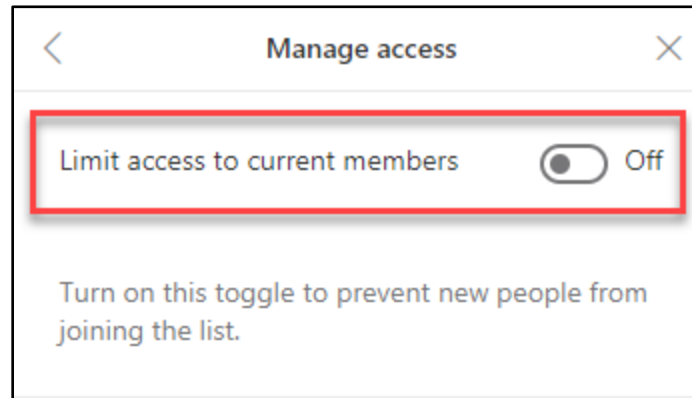 Manage access
Limit access to current members Off
Turn on this toggle to prevent new people from
joining the list.